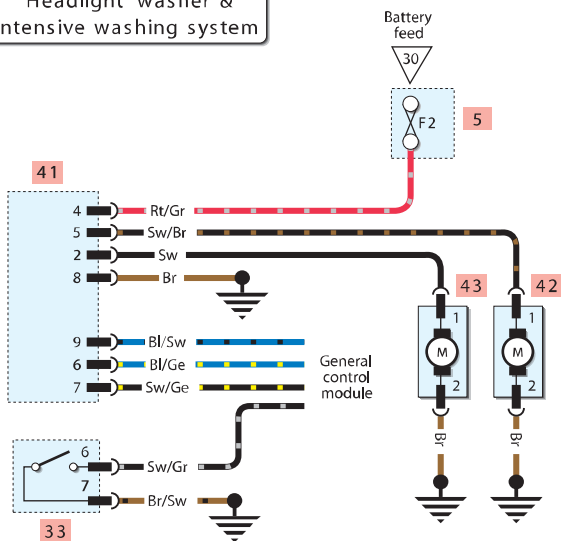 Headlight washer &
intensive washing system
Battery
feed
30
F2
5
41
4 Rt/Gr
5 Sw/Br
2 Sw
8 Br
43
42
1
1
M
M
2
2
Br
Br
9 Bl/Sw
6 Bl/Ge
7 Sw/Ge
General
control
module
6 Sw/Gr
7 Br/Sw
33